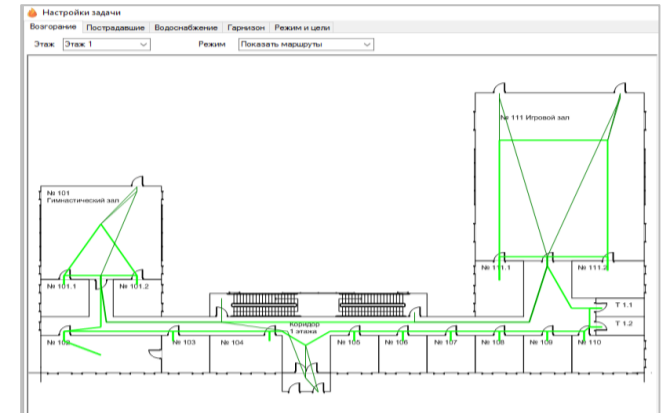 Настройки задачи
Возгорание Пострадавшие Водоснабжение Гарнизон Режим и цели
Этаж Этаж 1 Режим Показать маршруты
№ 111 Игровой зал
№ 101
Гимнастический зал
№ 111.1 № 111.2
№ 101.1 № 101.2
Т 1.1
Коридор
1 этажа
Т 1.2
№ 102 № 103 № 104 № 105 № 106 № 107 № 108 № 109 № 110